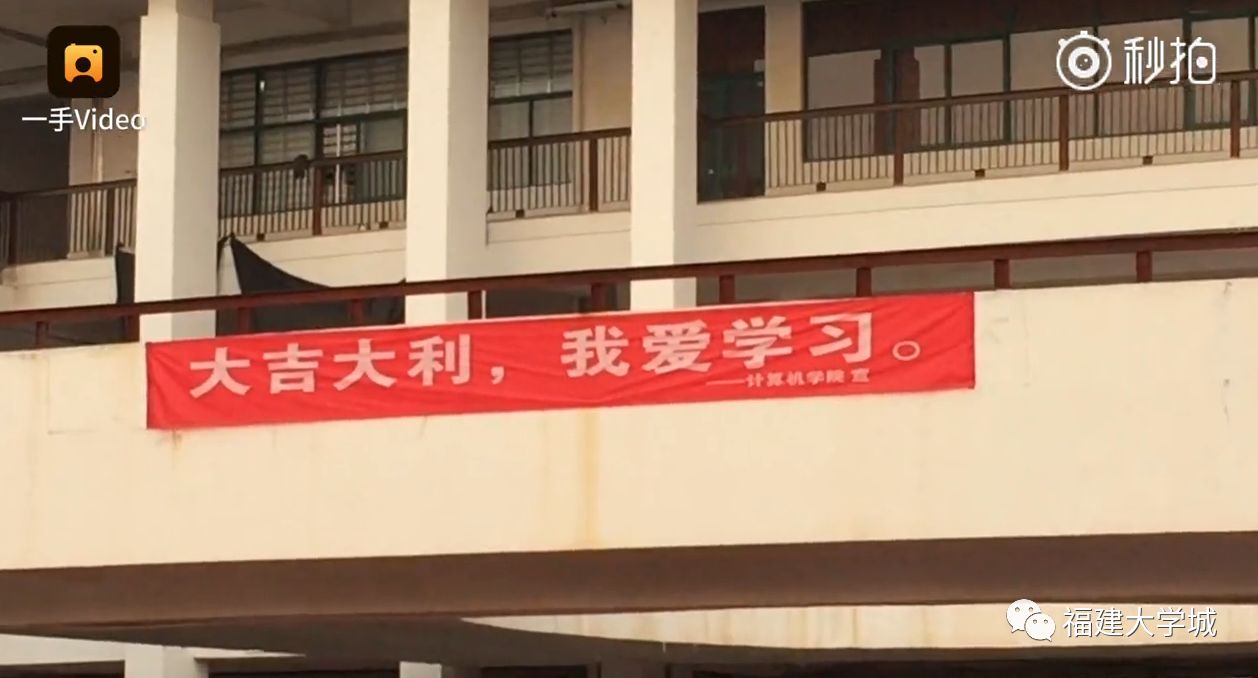 一手Video
秒拍
大吉大利，我爱学习。
——计算机学院 宣
福建大学城